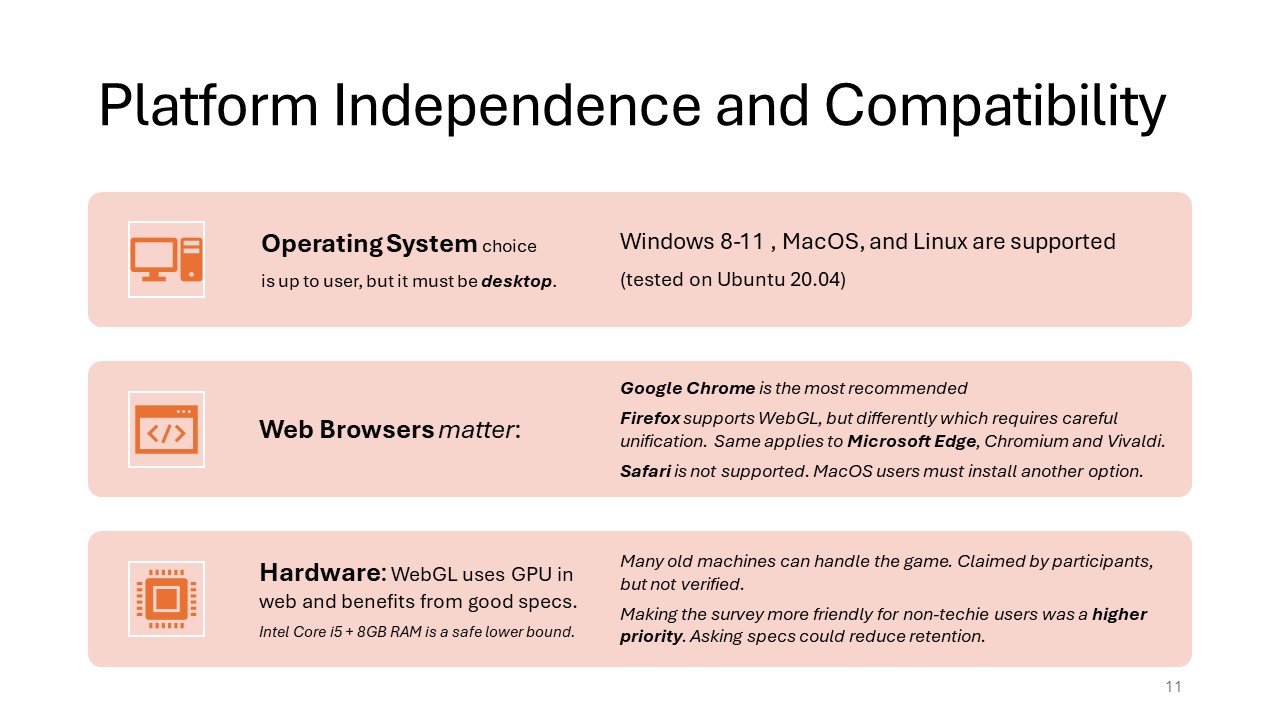 Platform Independence and Compatibility
Operating System choice
is up to user, but it must be desktop.
Windows 8-11 , MacOS, and Linux are supported
(tested on Ubuntu 20.04)
Web Browsers matter:
Google Chrome is the most recommended
Firefox supports WebGL, but differently which requires careful
unification. Same applies to Microsoft Edge, Chromium and Vivaldi.
Safari is not supported. MacOS users must install another option.
Hardware: WebGL uses GPU in
web and benefits from good specs.
Intel Core i5 + 8GB RAM is a safe lower bound.
Many old machines can handle the game. Claimed by participants,
but not verified.
Making the survey more friendly for non-techie users was a higher
priority. Asking specs could reduce retention.
11